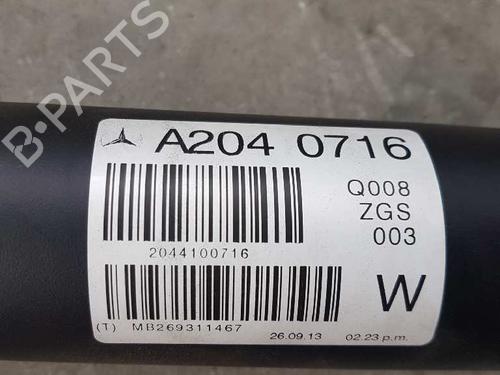 B-PARTS
A204 0716
Q008
ZGS
003
2044100716
W
(T) MB269311467 26.09.13 02.23 p.m.